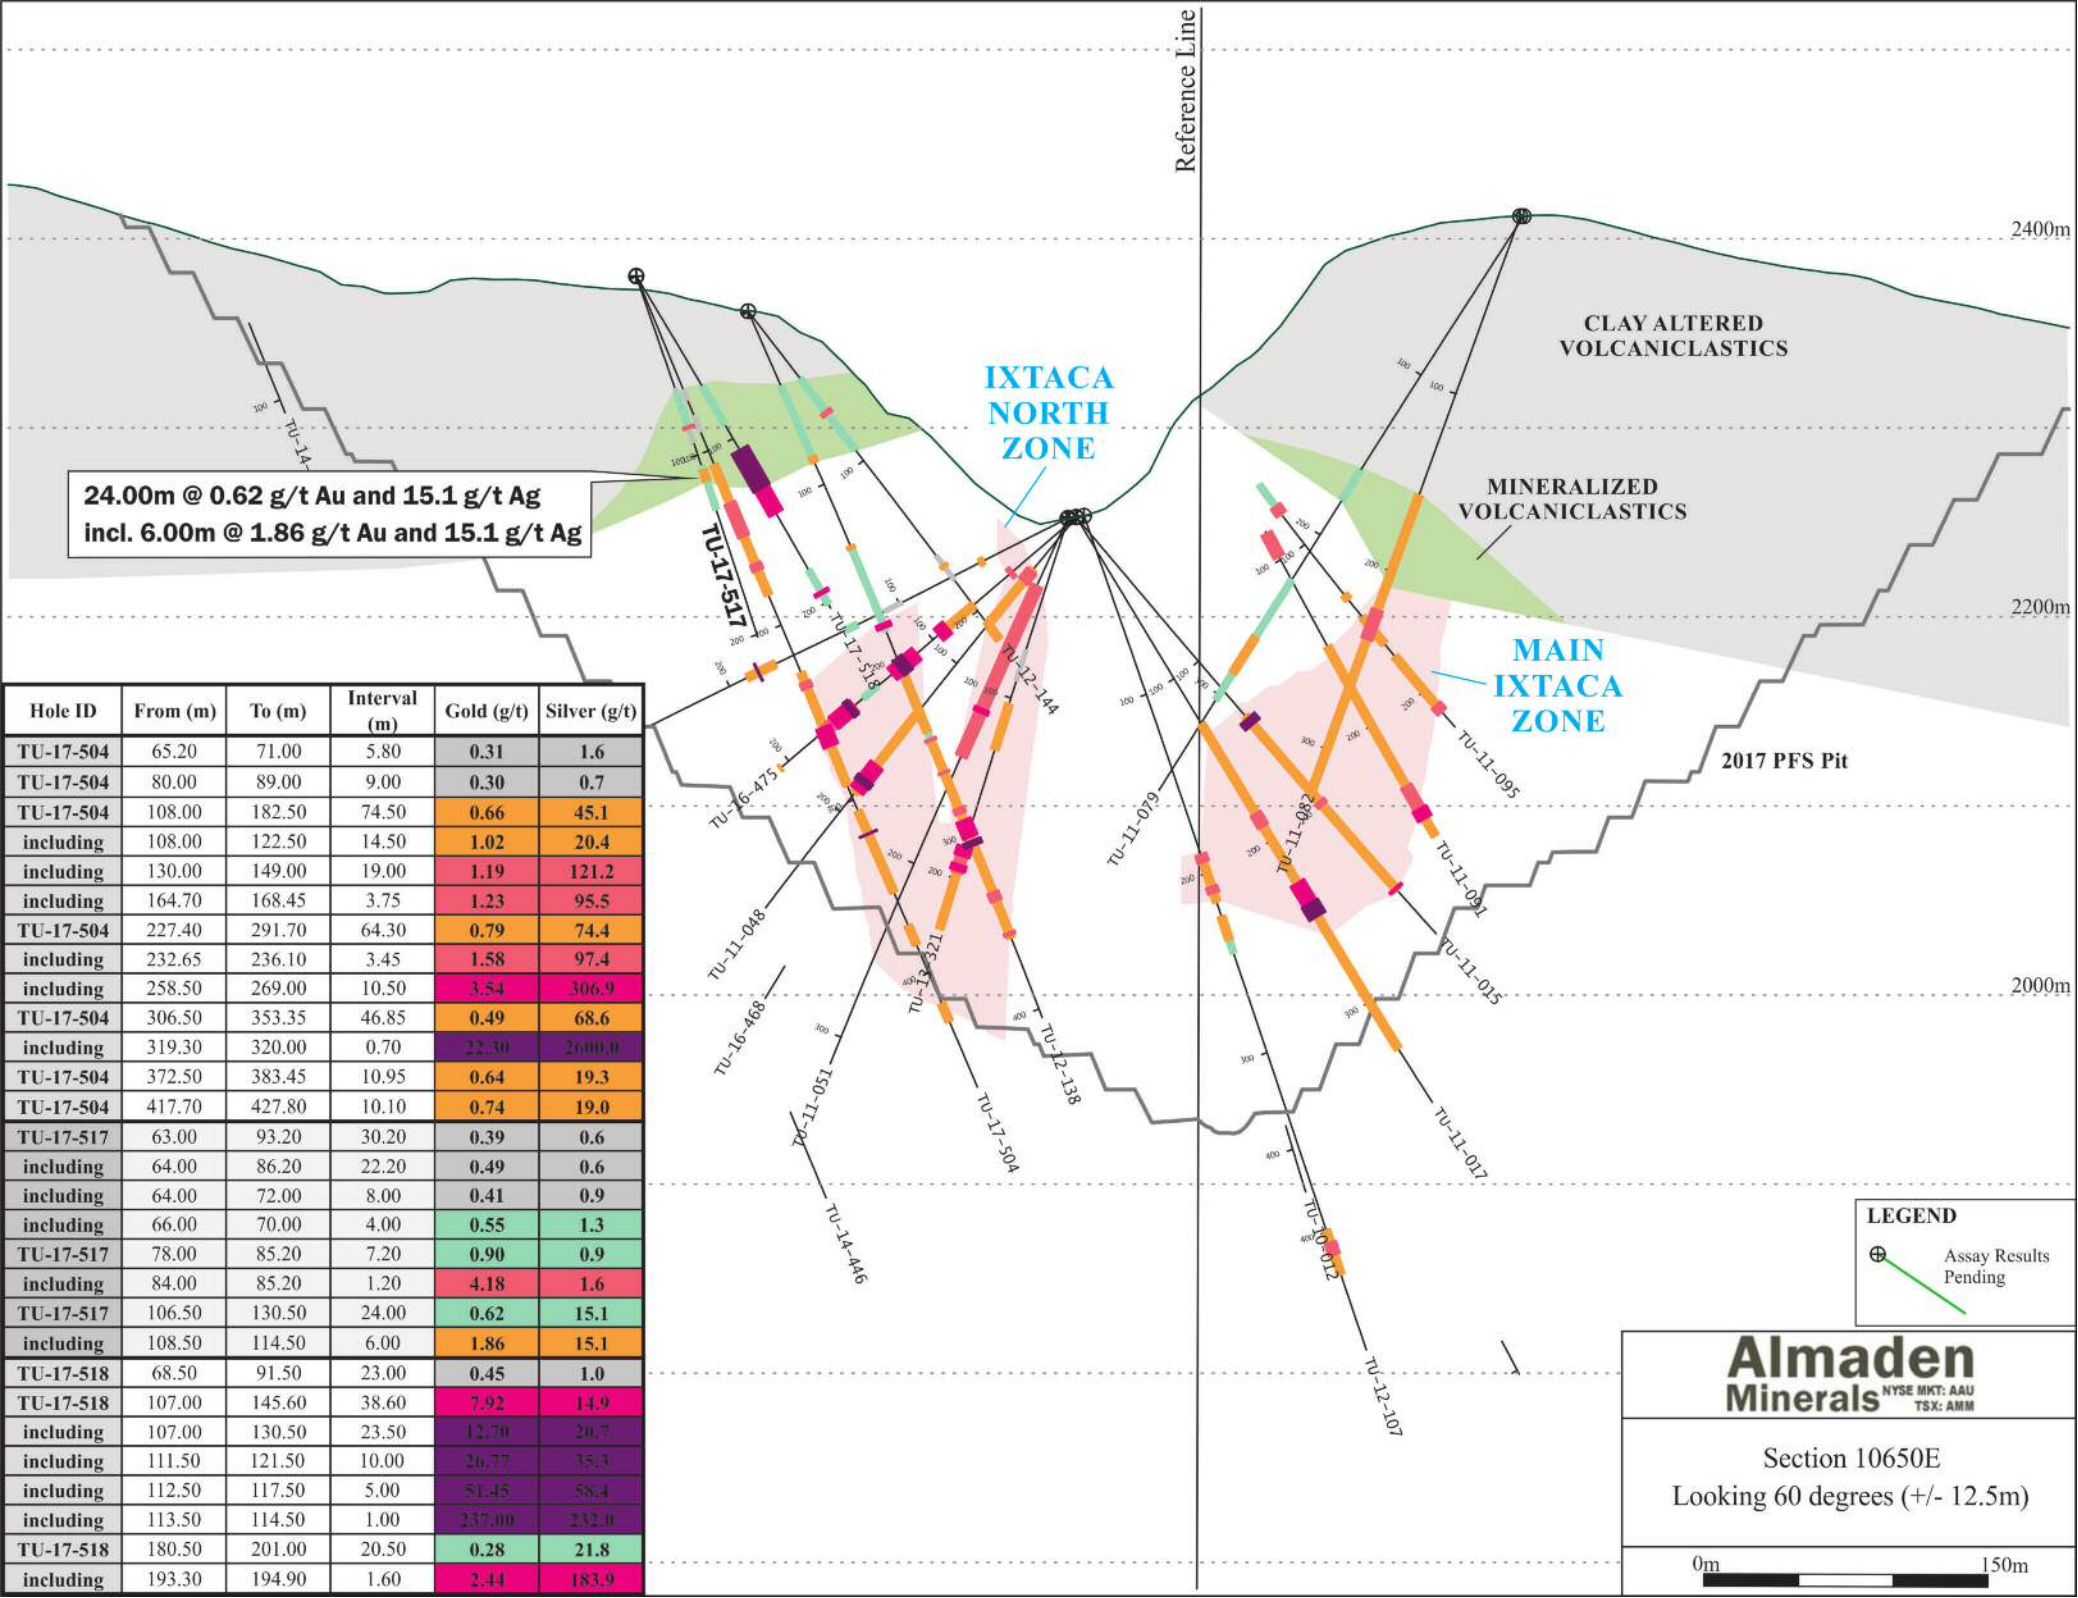 Reference Line
2400m
CLAY ALTERED
VOLCANICLASTICS
IXTACA
NORTH
ZONE
MINERALIZED
VOLCANICLASTICS
24.00m @ 0.62 g/t Au and 15.1 g/t Ag
incl. 6.00m @ 1.86 g/t Au and 15.1 g/t Ag
TU-14-
TU-17-517
TU-17-518
TU-12-144
2200m
MAIN
IXTACA
ZONE
2017 PFS Pit
TU-16-475
TU-11-079
TU-11-082
TU-11-095
TU-11-091
TU-11-048
TU-13-321
TU-11-015
2000m
TU-16-468
TU-11-051
TU-12-138
TU-17-504
TU-11-017
TU-14-446
TU-10-012
TU-12-107
Hole ID From (m) To (m) Interval (m) Gold (g/t) Silver (g/t)
TU-17-504 65.20 71.00 5.80 0.31 1.6
TU-17-504 80.00 89.00 9.00 0.30 0.7
TU-17-504 108.00 182.50 74.50 0.66 45.1
including 108.00 122.50 14.50 1.02 20.4
including 130.00 149.00 19.00 1.19 121.2
including 164.70 168.45 3.75 1.23 95.5
TU-17-504 227.40 291.70 64.30 0.79 74.4
including 232.65 236.10 3.45 1.58 97.4
including 258.50 269.00 10.50 3.54 306.9
TU-17-504 306.50 353.35 46.85 0.49 68.6
including 319.30 320.00 0.70 22.30 2600.0
TU-17-504 372.50 383.45 10.95 0.64 19.3
TU-17-504 417.70 427.80 10.10 0.74 19.0
TU-17-517 63.00 93.20 30.20 0.39 0.6
including 64.00 86.20 22.20 0.49 0.6
including 64.00 72.00 8.00 0.41 0.9
including 66.00 70.00 4.00 0.55 1.3
TU-17-517 78.00 85.20 7.20 0.90 0.9
including 84.00 85.20 1.20 4.18 1.6
TU-17-517 106.50 130.50 24.00 0.62 15.1
including 108.50 114.50 6.00 1.86 15.1
TU-17-518 68.50 91.50 23.00 0.45 1.0
TU-17-518 107.00 145.60 38.60 7.92 14.9
including 107.00 130.50 23.50 12.70 20.7
including 111.50 121.50 10.00 26.77 35.3
including 112.50 117.50 5.00 51.45 58.4
including 113.50 114.50 1.00 237.00 232.0
TU-17-518 180.50 201.00 20.50 0.28 21.8
including 193.30 194.90 1.60 2.44 183.9
LEGEND
Assay Results
Pending
Almaden
Minerals NYSE MKT: AAU
TSX: AMM
Section 10650E
Looking 60 degrees (+/- 12.5m)
0m 150m